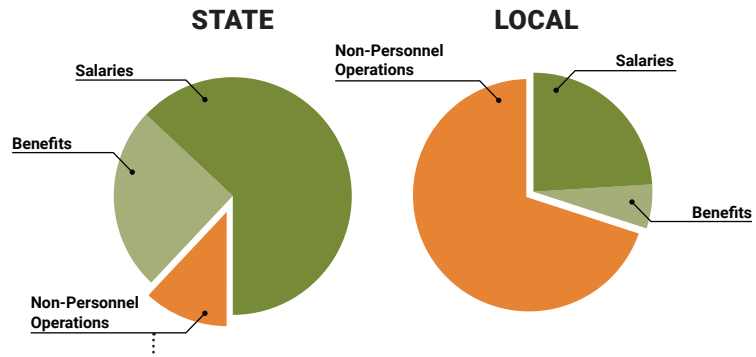 STATE
Salaries
Benefits
Non-Personnel
Operations
LOCAL
Non-Personnel
Operations
Salaries
Benefits